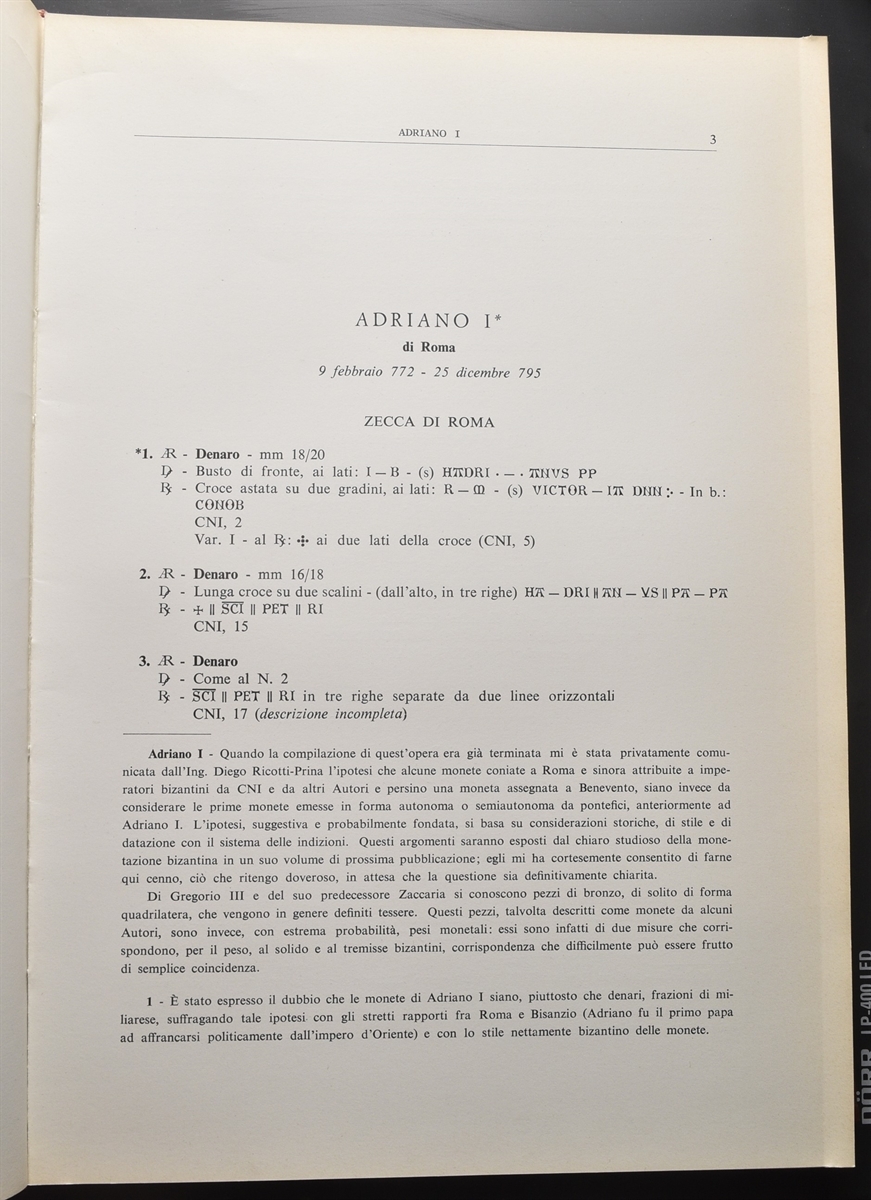 ADRIANO I
3
ADRIANO I*
di Roma
9 febbraio 772 - 25 dicembre 795
ZECCA DI ROMA
*1. ÆR - Denaro - mm 18/20
D/ - Busto di fronte, ai lati: I — B - (s) HĀDRI · — · ĀNVS PP
R/ - Croce astata su due gradini, ai lati: R — M - (s) VICTOR — IĀ DNN :· - In b.:
CONOB
CNI, 2
Var. I - al R/: ✣ ai due lati della croce (CNI, 5)
2. ÆR - Denaro - mm 16/18
D/ - Lunga croce su due scalini - (dall'alto, in tre righe) HĀ — DRI || ĀN — VS || PĀ — PĀ
R/ - + || S̅C̅I̅ || PET || RI
CNI, 15
3. ÆR - Denaro
D/ - Come al N. 2
R/ - S̅C̅I̅ || PET || RI in tre righe separate da due linee orizzontali
CNI, 17 (descrizione incompleta)
Adriano I - Quando la compilazione di quest'opera era già terminata mi è stata privatamente comu-
nicata dall'Ing. Diego Ricotti-Prina l'ipotesi che alcune monete coniate a Roma e sinora attribuite a impe-
ratori bizantini da CNI e da altri Autori e persino una moneta assegnata a Benevento, siano invece da
considerare le prime monete emesse in forma autonoma o semiautonoma da pontefici, anteriormente ad
Adriano I. L'ipotesi, suggestiva e probabilmente fondata, si basa su considerazioni storiche, di stile e di
datazione con il sistema delle indizioni. Questi argomenti saranno esposti dal chiaro studioso della mone-
tazione bizantina in un suo volume di prossima pubblicazione; egli mi ha cortesemente consentito di farne
qui cenno, ciò che ritengo doveroso, in attesa che la questione sia definitivamente chiarita.
Di Gregorio III e del suo predecessore Zaccaria si conoscono pezzi di bronzo, di solito di forma
quadrilatera, che vengono in genere definiti tessere. Questi pezzi, talvolta descritti come monete da alcuni
Autori, sono invece, con estrema probabilità, pesi monetali: essi sono infatti di due misure che corri-
spondono, per il peso, al solido e al tremisse bizantini, corrispondenza che difficilmente può essere frutto
di semplice coincidenza.
1 - È stato espresso il dubbio che le monete di Adriano I siano, piuttosto che denari, frazioni di mi-
liarese, suffragando tale ipotesi con gli stretti rapporti fra Roma e Bisanzio (Adriano fu il primo papa
ad affrancarsi politicamente dall'impero d'Oriente) e con lo stile nettamente bizantino delle monete.
DÖRR LP-400 LED